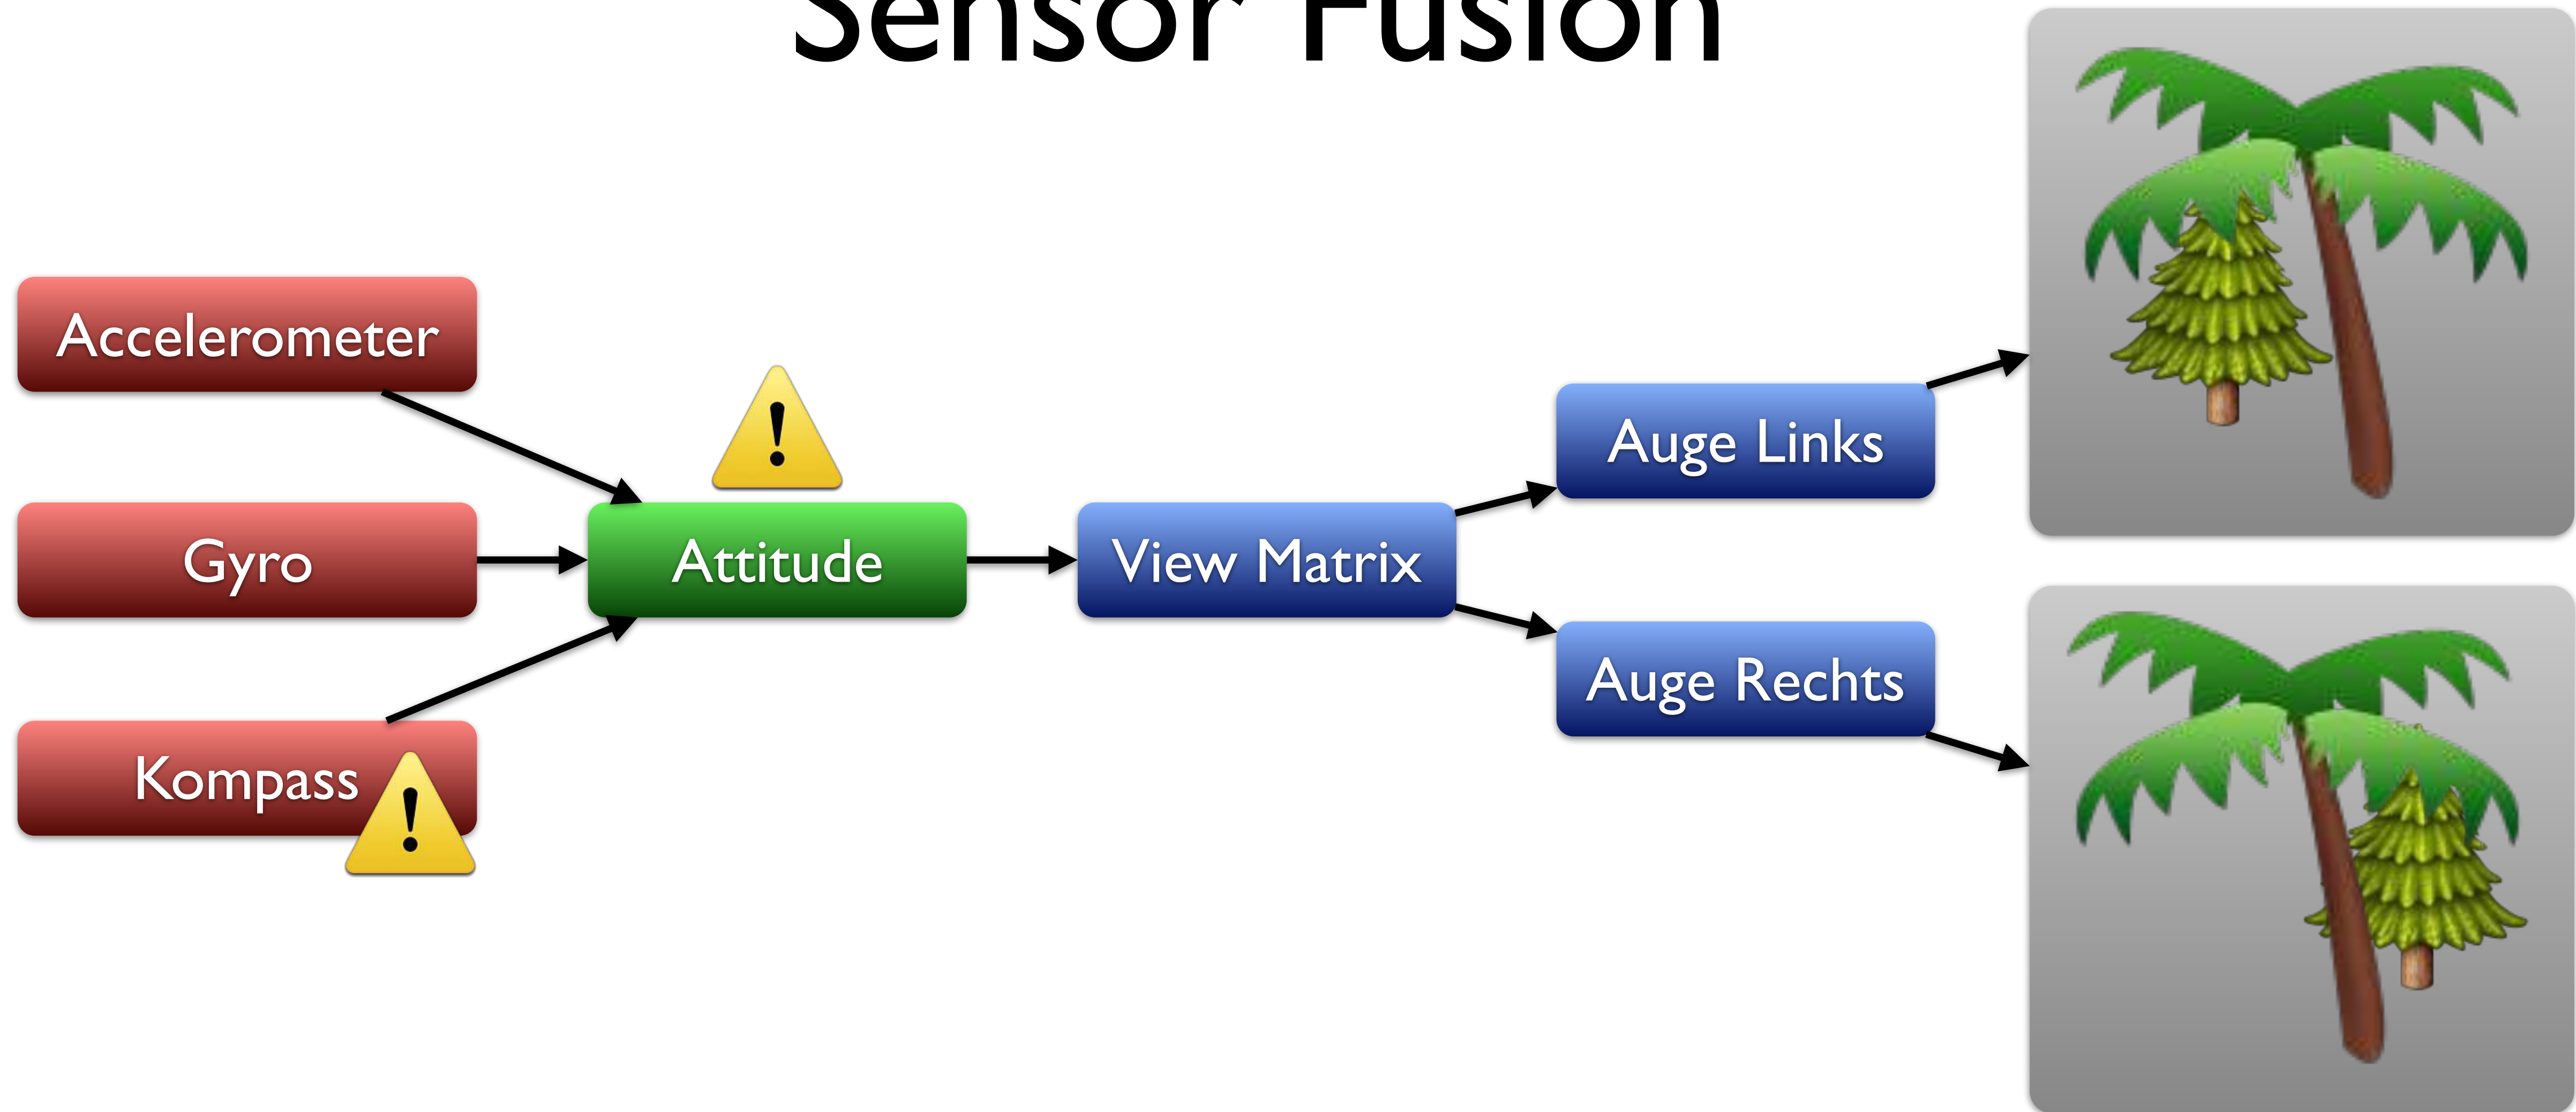 Sensor Fusion
Accelerometer
Gyro
Kompass
Attitude
View Matrix
Auge Links
Auge Rechts